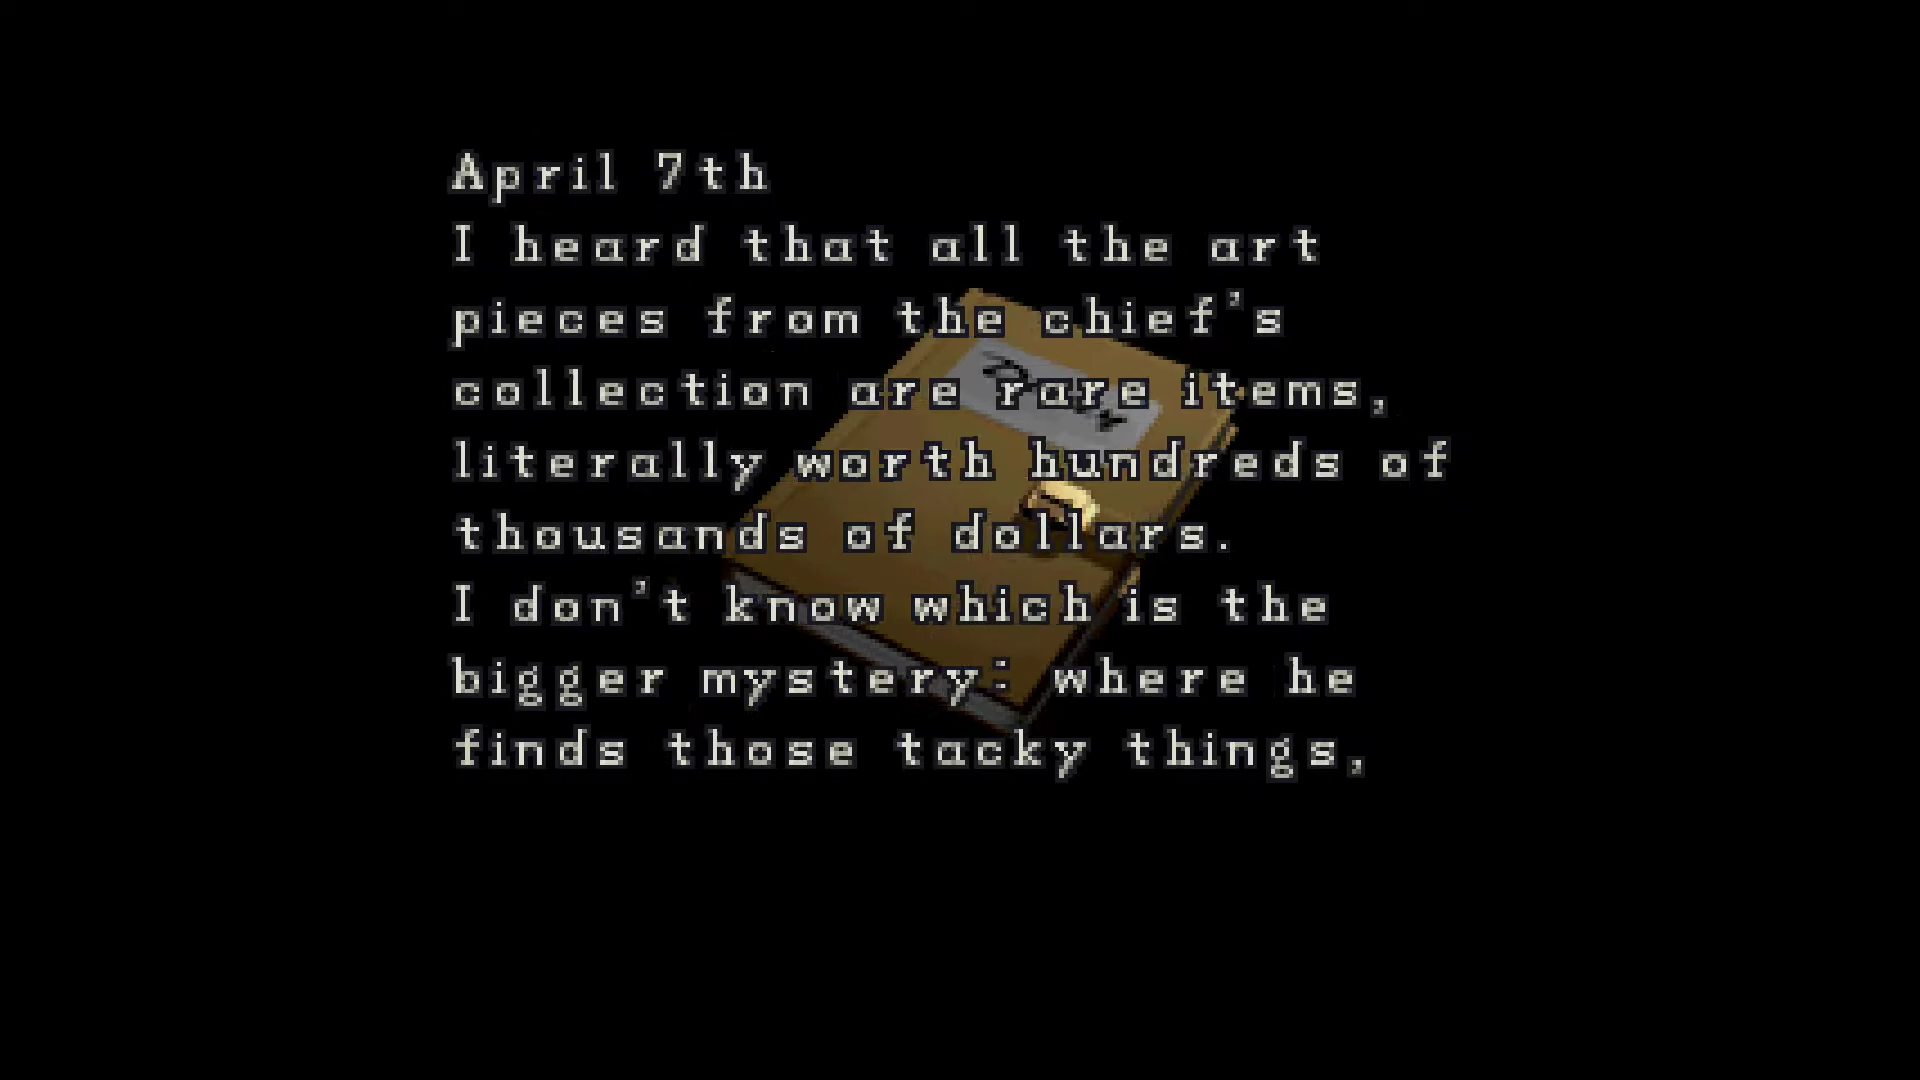 April 7th
I heard that all the art
pieces from the chief's
collection are rare items,
literally worth hundreds of
thousands of dollars.
I don't know which is the
bigger mystery: where he
finds those tacky things,